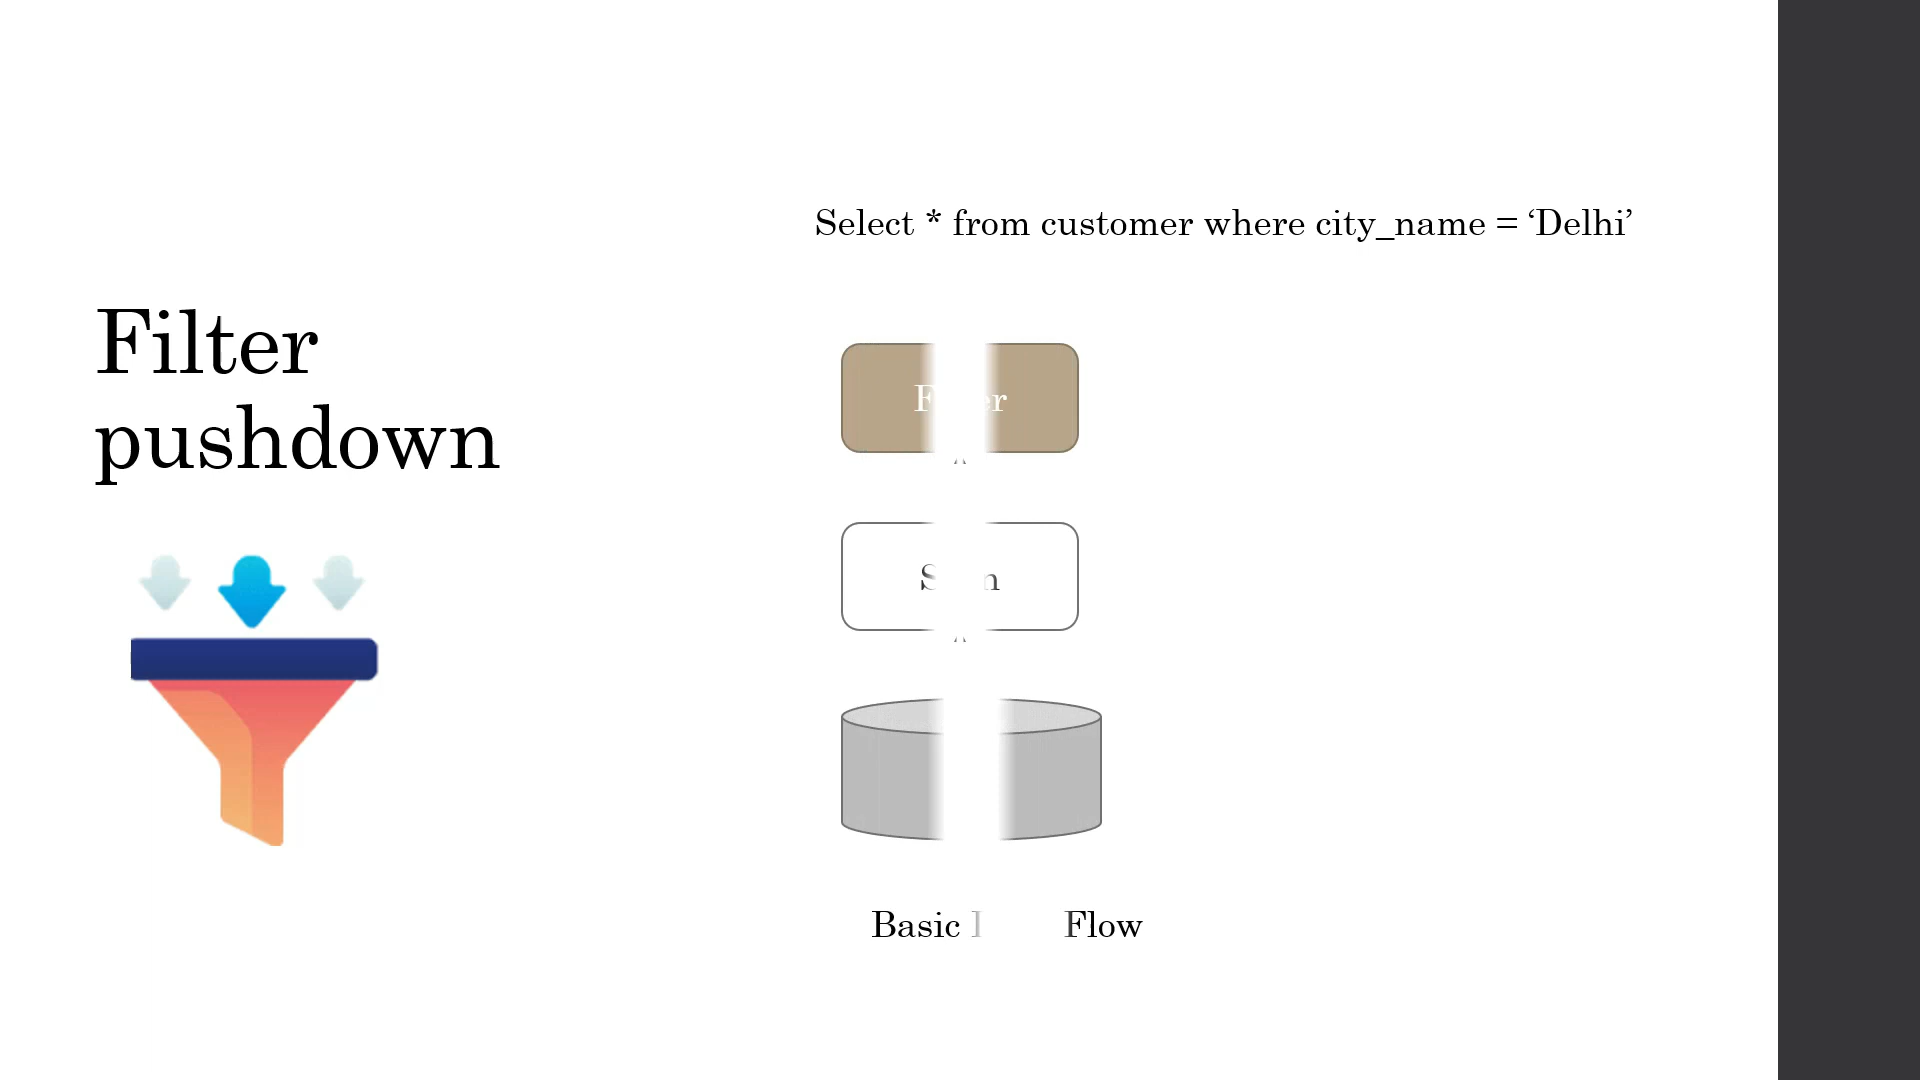 Select * from customer where city_name = ‘Delhi’
Filter
pushdown
Basic Flow